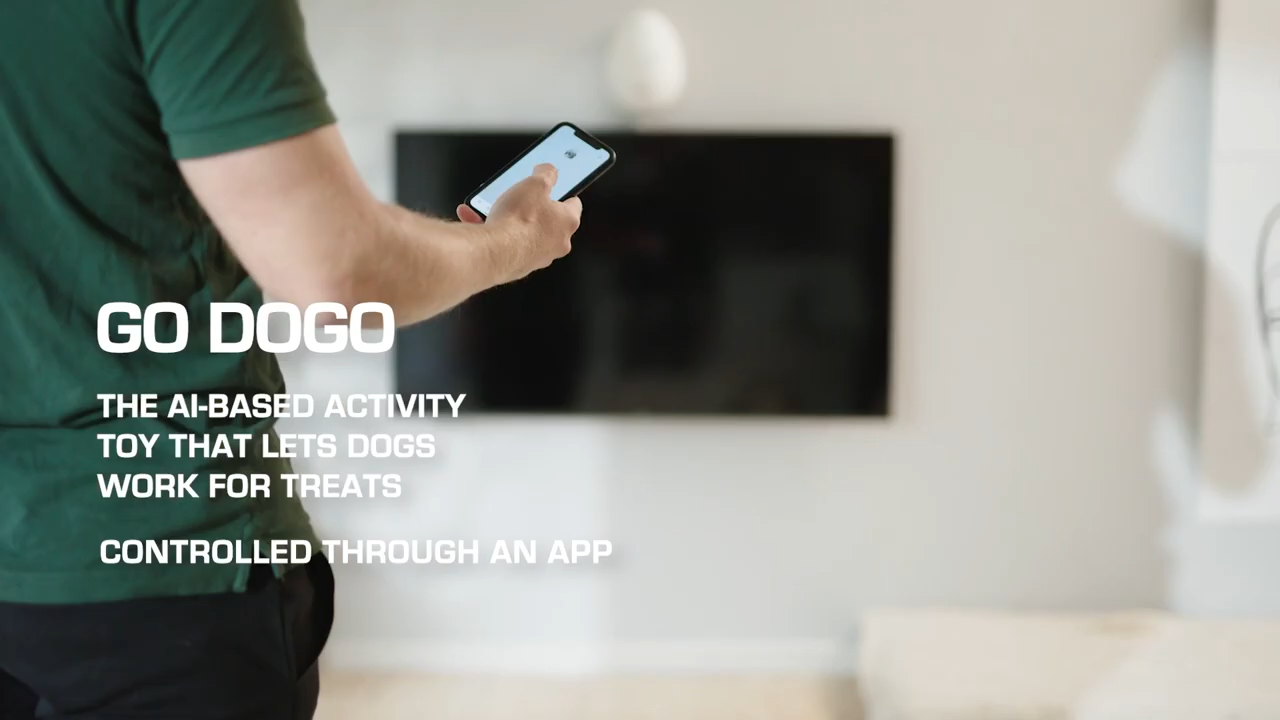 GO DOGO
THE AI-BASED ACTIVITY
TOY THAT LETS DOGS
WORK FOR TREATS
CONTROLLED THROUGH AN APP